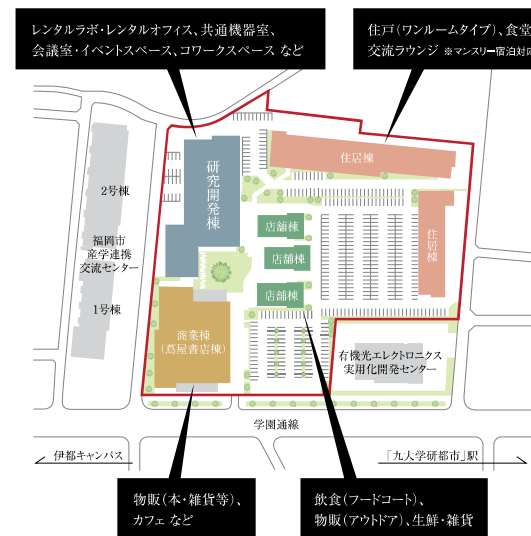 レンタルラボ・レンタルオフィス、共通機器室、
会議室・イベントスペース、コワークスペース など
住戸(ワンルームタイプ)、食堂
交流ラウンジ ※マンスリー宿泊対応
研究開発棟
住居棟
住居棟
2号棟
福岡市
産学連携
交流センター
1号棟
店舗棟
店舗棟
店舗棟
商業棟
(蔦屋書店棟)
有機光エレクトロニクス
実用化開発センター
学園通線
伊都キャンパス
「九大学研都市」駅
物販(本・雑貨等)、
カフェ など
飲食(フードコート)、
物販(アウトドア)、生鮮・雑貨